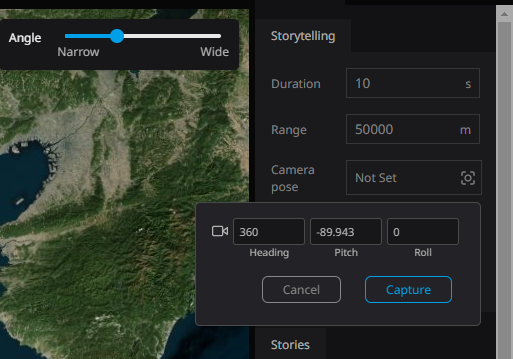 Angle
Narrow Wide
Storytelling
Duration 10 s
Range 50000 m
Camera
pose
Not Set
360 -89.943 0
Heading Pitch Roll
Cancel Capture
Stories